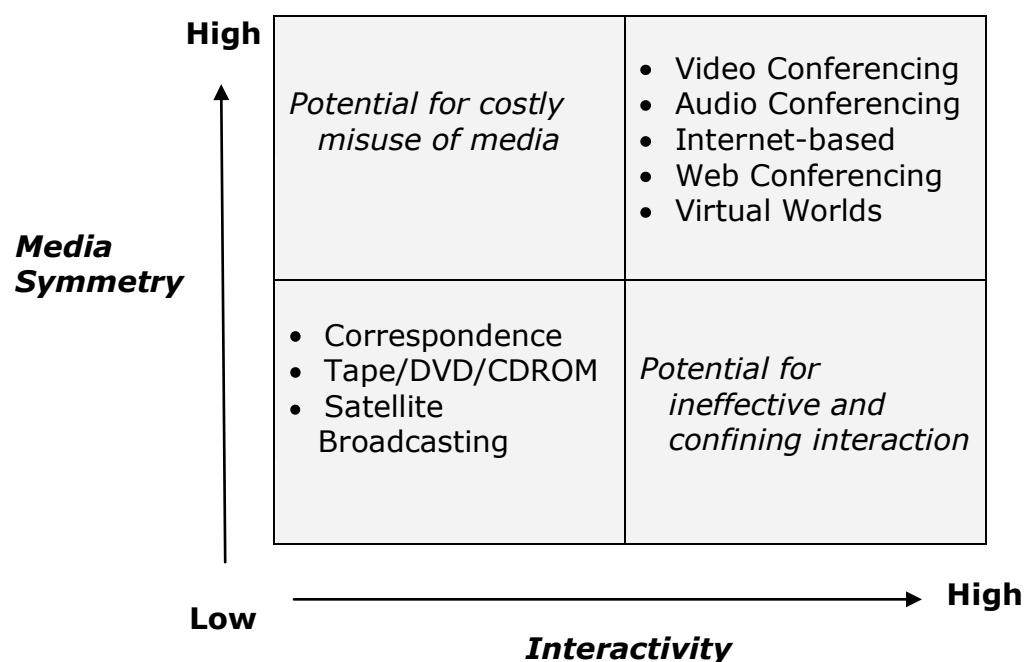 High
Potential for costly
misuse of media
• Video Conferencing
• Audio Conferencing
• Internet-based
• Web Conferencing
• Virtual Worlds
Media
Symmetry
• Correspondence
• Tape/DVD/CDROM
• Satellite
Broadcasting
Potential for
ineffective and
confining interaction
Low
High
Interactivity